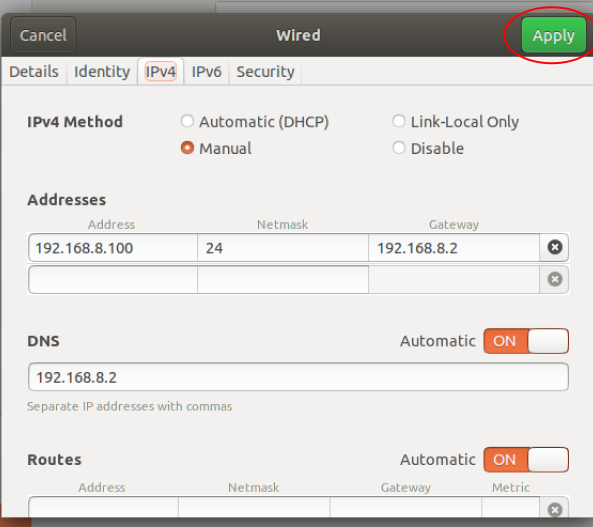 Cancel Wired Apply
Details Identity IPv4 IPv6 Security
IPv4 Method Automatic (DHCP) Link-Local Only
Manual Disable
Addresses
Address Netmask Gateway
192.168.8.100 24 192.168.8.2
DNS Automatic ON
192.168.8.2
Separate IP addresses with commas
Routes Automatic ON
Address Netmask Gateway Metric